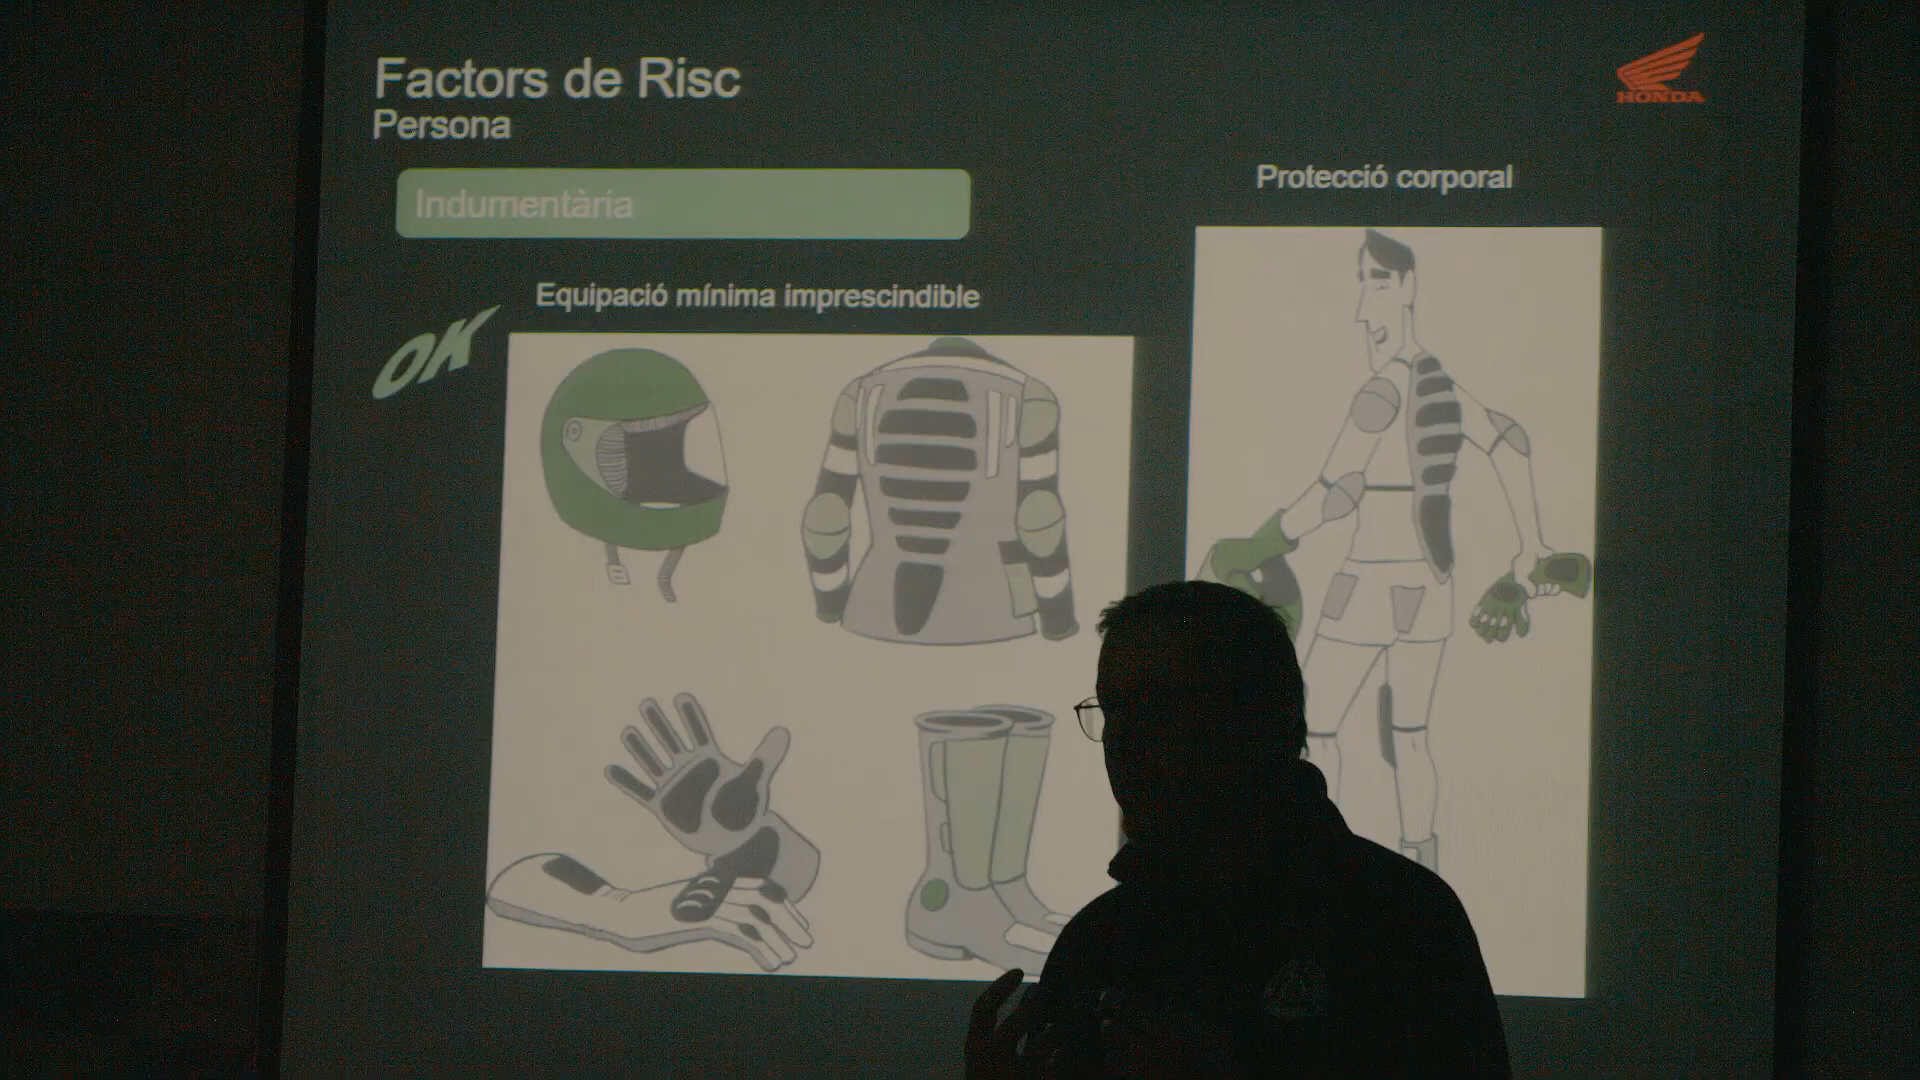 Factors de Risc
Persona
HONDA
Indumentària
Protecció corporal
Equipació mínima imprescindible
OK